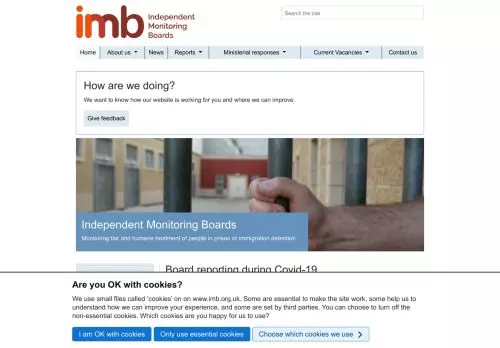 imb Independent
Monitoring
Boards
Search the site
Home About us News Reports Ministerial responses Current Vacancies Contact us
How are we doing?
We want to know how our website is working for you and where we can improve.
Give feedback
Independent Monitoring Boards
Monitoring fair and humane treatment of people in prison or immigration detention
Board reporting during Covid-19
Are you OK with cookies?
We use small files called 'cookies' on on www.imb.org.uk. Some are essential to make the site work, some help us to
understand how we can improve your experience, and some are set by third parties. You can choose to turn off the
non-essential cookies. Which cookies are you happy for us to use?
I am OK with cookies Only use essential cookies Choose which cookies we use